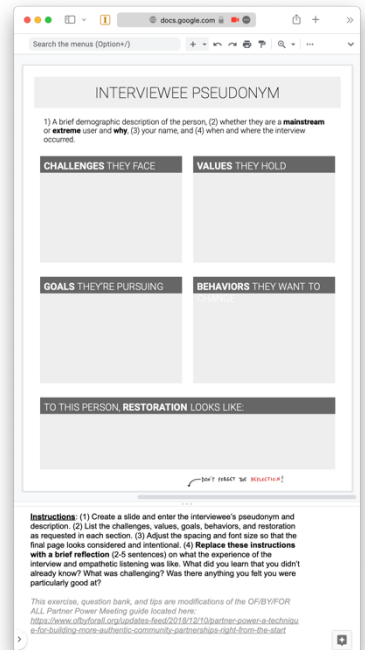 docs.google.com
Search the menus (Option+/)
INTERVIEWEE PSEUDONYM
1) A brief demographic description of the person, (2) whether they are a mainstream
or extreme user and why, (3) your name, and (4) when and where the interview
occurred.
CHALLENGES THEY FACE
VALUES THEY HOLD
GOALS THEY'RE PURSUING
BEHAVIORS THEY WANT TO
CHANGE
TO THIS PERSON, RESTORATION LOOKS LIKE:
DON'T FORGET THE REFLECTION!
Instructions: (1) Create a slide and enter the interviewee's pseudonym and
description. (2) List the challenges, values, goals, behaviors, and restoration
as requested in each section. (3) Adjust the spacing and font size so that the
final page looks considered and intentional. (4) Replace these instructions
with a brief reflection (2-5 sentences) on what the experience of the
interview and empathetic listening was like. What did you learn that you didn't
already know? What was challenging? Was there anything you felt you were
particularly good at?
This exercise, question bank, and tips are modifications of the OF/BY/FOR
ALL Partner Power Meeting guide located here:
https://www.ofbyforall.org/updates-feed/2018/12/10/partner-power-a-techniqu
e-for-building-more-authentic-community-partnerships-right-from-the-start